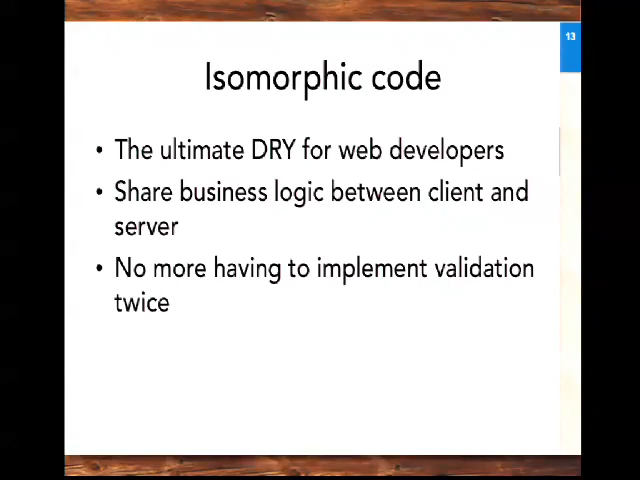 13
Isomorphic code
• The ultimate DRY for web developers
• Share business logic between client and
server
• No more having to implement validation
twice